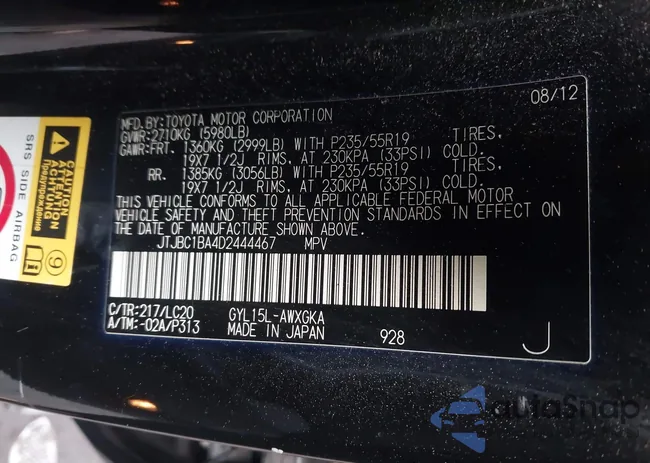 08/12
MFD.BY:TOYOTA MOTOR CORPORATION
GVWR:2710KG (5980LB)
GAWR:FRT. 1360KG (2999LB) WITH P235/55R19 TIRES,
19X7 1/2J RIMS, AT 230KPA (33PSI) COLD.
RR. 1385KG (3056LB) WITH P235/55R19 TIRES,
19X7 1/2J RIMS, AT 230KPA (33PSI) COLD.
THIS VEHICLE CONFORMS TO ALL APPLICABLE FEDERAL MOTOR
VEHICLE SAFETY AND THEFT PREVENTION STANDARDS IN EFFECT ON
THE DATE OF MANUFACTURE SHOWN ABOVE.
JTJBC1BA4D2444467 MPV
C/TR:217/LC20 GYL15L-AWXGKA
A/TM:-02A/P313 MADE IN JAPAN 928 J
SRS SIDE AIRBAG
CAUTION
ATTENTION
Предупреждение
9
autoSnap